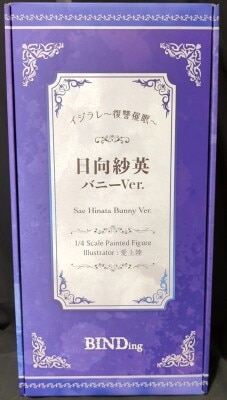 イジラレ～復讐催眠～
日向紗英
バニーVer.
Sae Hinata Bunny Ver.
1/4 Scale Painted Figure
Illustrator : 愛上陸
BINDing